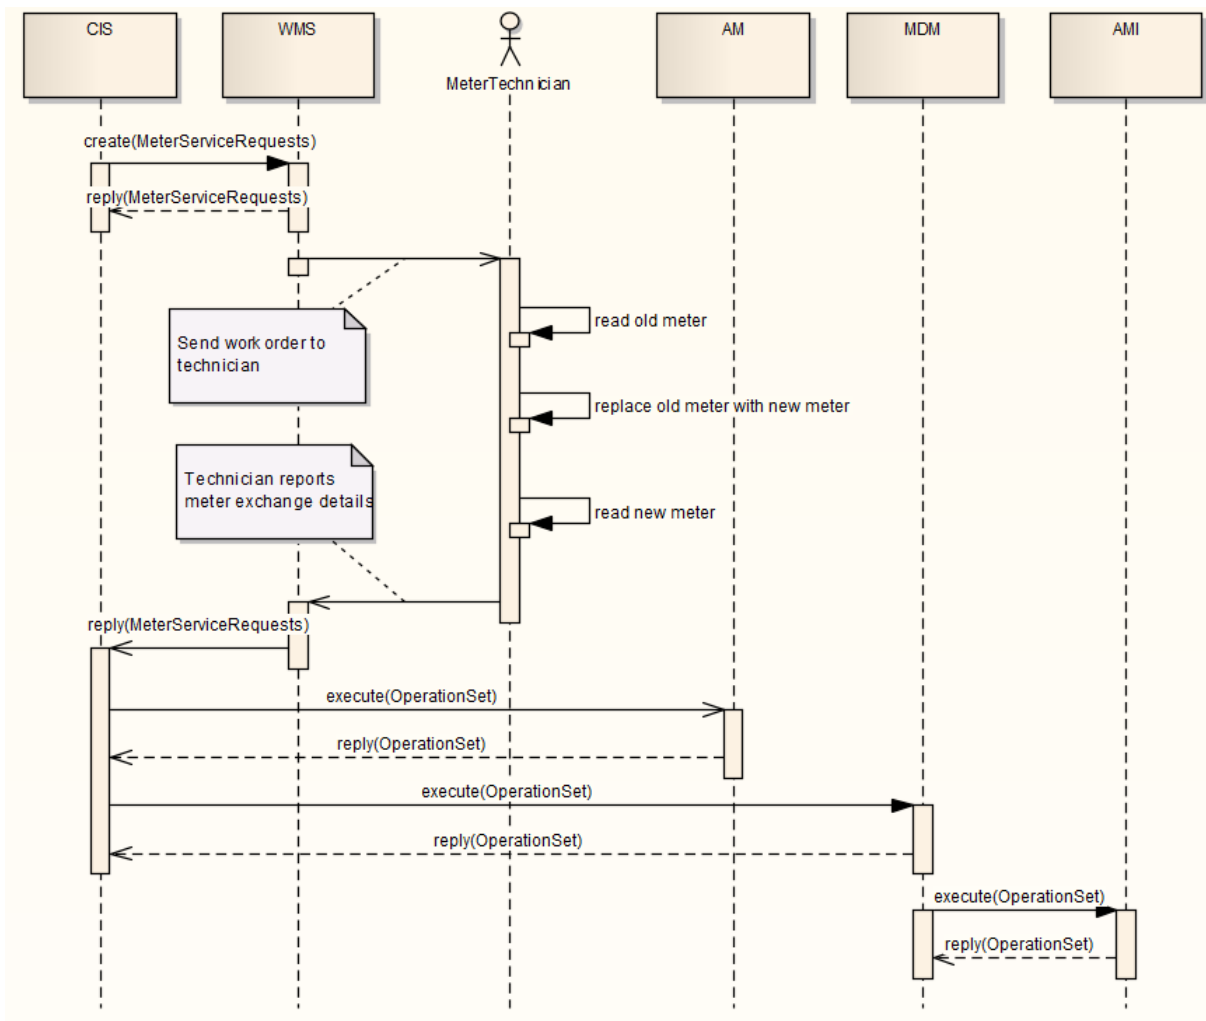 CIS
WMS
MeterTechnician
AM
MDM
AMI
create(MeterServiceRequests)
reply(MeterServiceRequests)
read old meter
Send work order to
technician
replace old meter with new meter
Technician reports
meter exchange details
read new meter
reply(MeterServiceRequests)
execute(OperationSet)
reply(OperationSet)
execute(OperationSet)
reply(OperationSet)
execute(OperationSet)
reply(OperationSet)